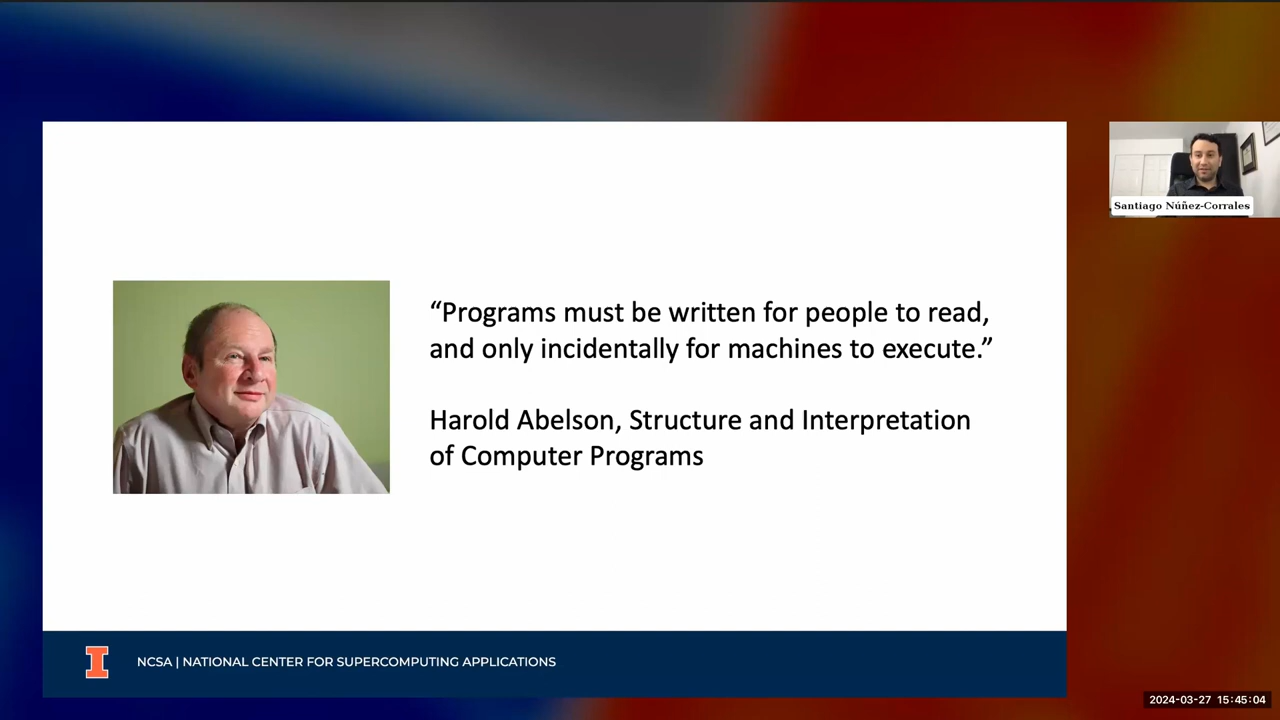 “Programs must be written for people to read,
and only incidentally for machines to execute.”
Harold Abelson, Structure and Interpretation
of Computer Programs
Santiago Núñez-Corrales
NCSA | NATIONAL CENTER FOR SUPERCOMPUTING APPLICATIONS
2024-03-27 15:45:04